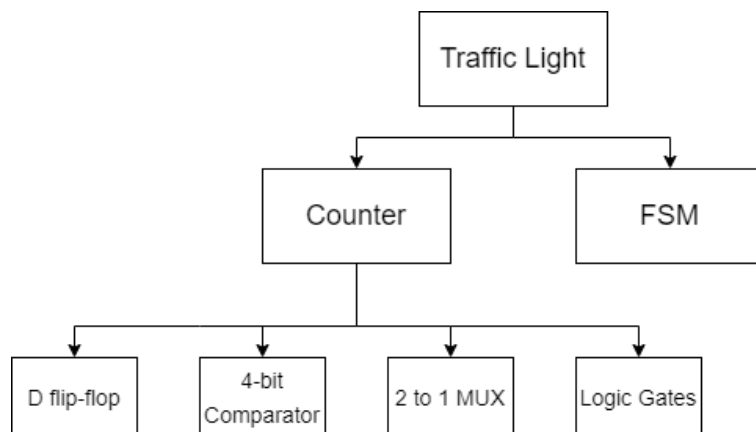 Traffic Light
Counter
FSM
D flip-flop
4-bit
Comparator
2 to 1 MUX
Logic Gates